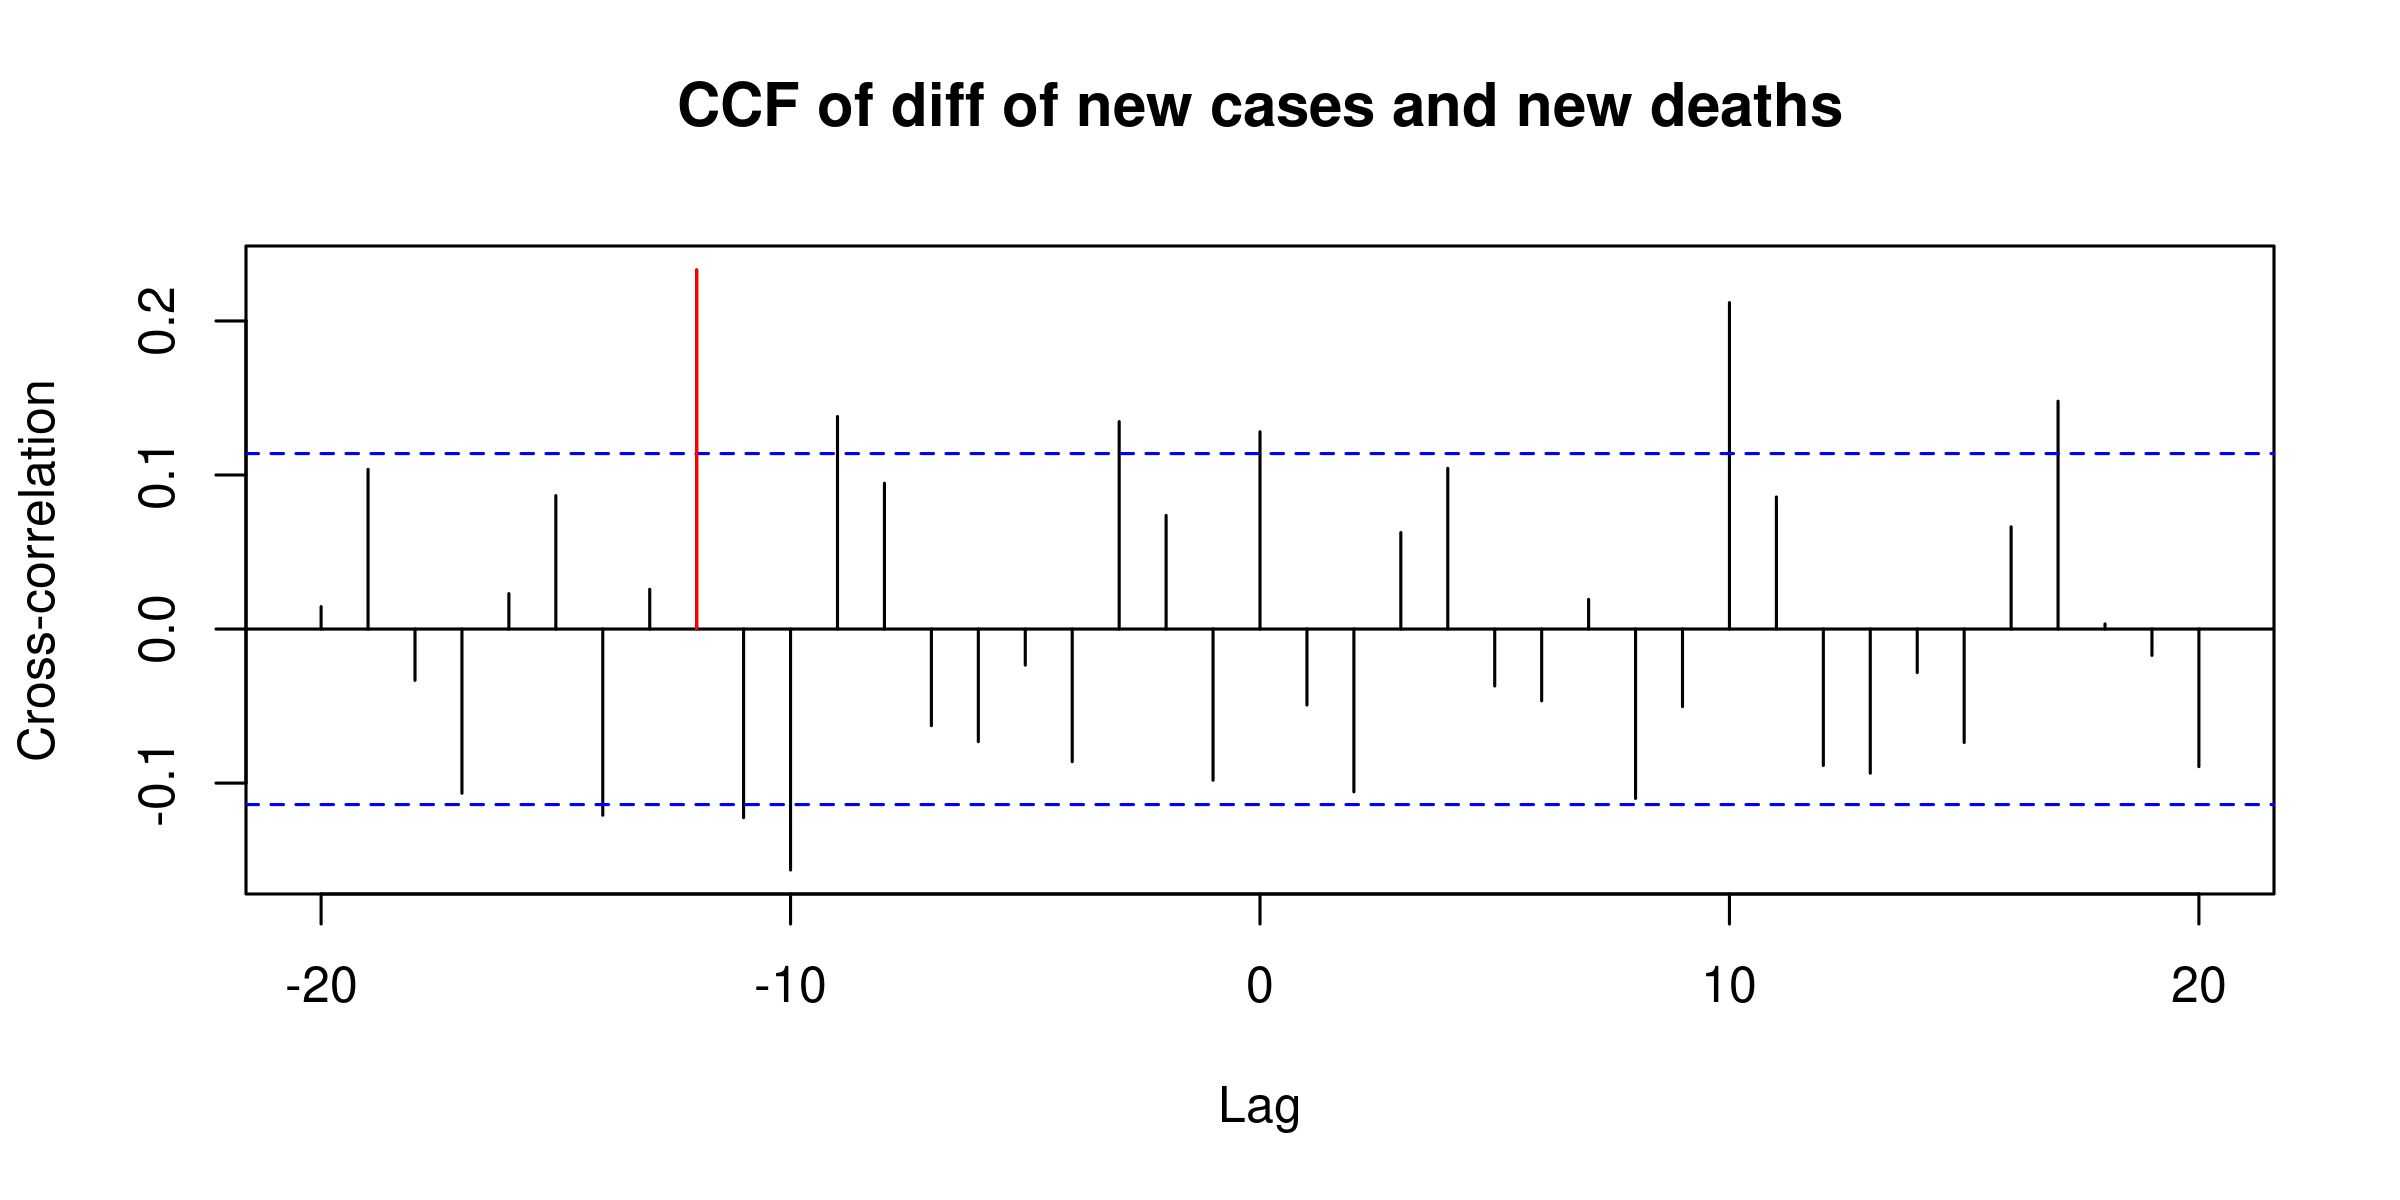 CCF of diff of new cases and new deaths
Cross-correlation
0.2
0.1
0.0
-0.1
-20 -10 0 10 20
Lag